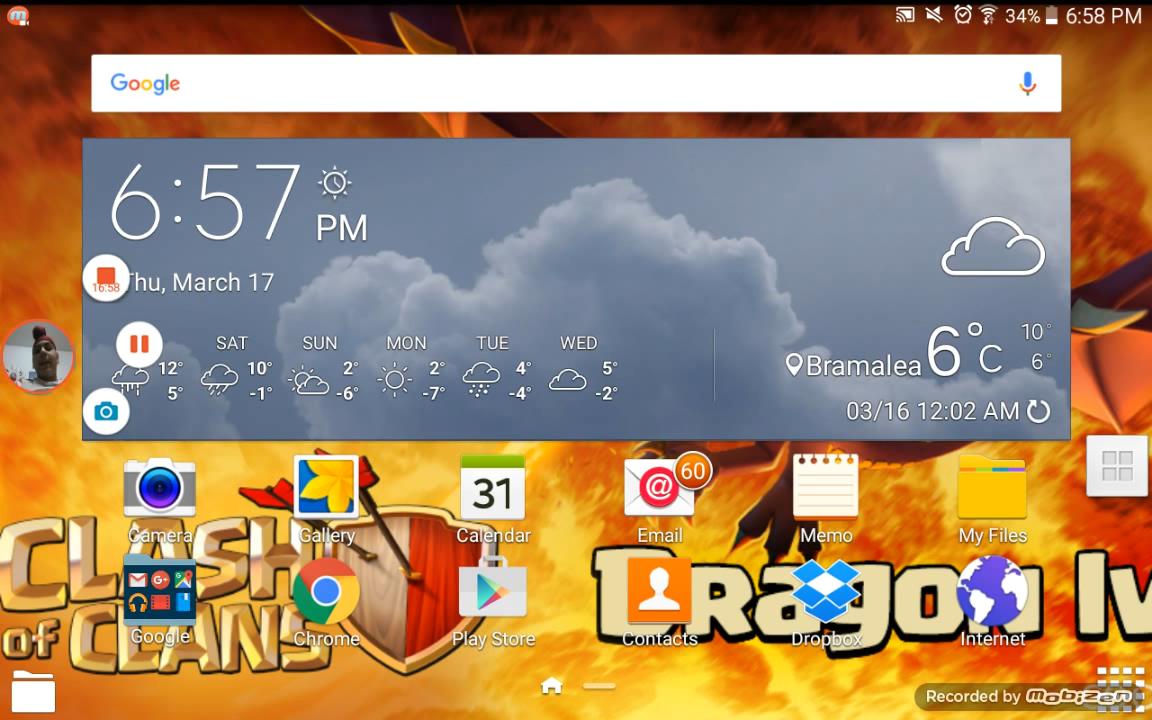 34% 6:58 PM
Google
6:57
PM
Thu, March 17
16:58
SAT SUN MON TUE WED
12° 10° 2° 2° 4° 5°
5° -1° -6° -7° -4° -2°
Bramalea 6°C 10° 6°
03/16 12:02 AM
31 60
Camera Gallery Calendar Email Memo My Files
CLASH of CLANS
Dragon lv
Google Chrome Play Store Contacts Dropbox Internet
Recorded by Mobizen